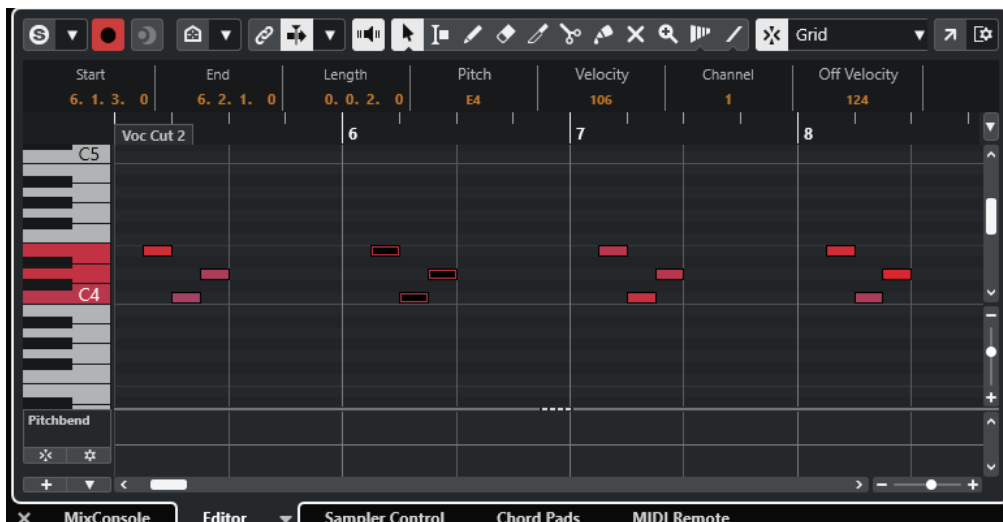 S
Grid
Start End Length Pitch Velocity Channel Off Velocity
6. 1. 3. 0 6. 2. 1. 0 0. 0. 2. 0 E4 106 1 124
Voc Cut 2 6 7 8
C5
C4
Pitchbend
MixConsole Editor Sampler Control Chord Pads MIDI Remote